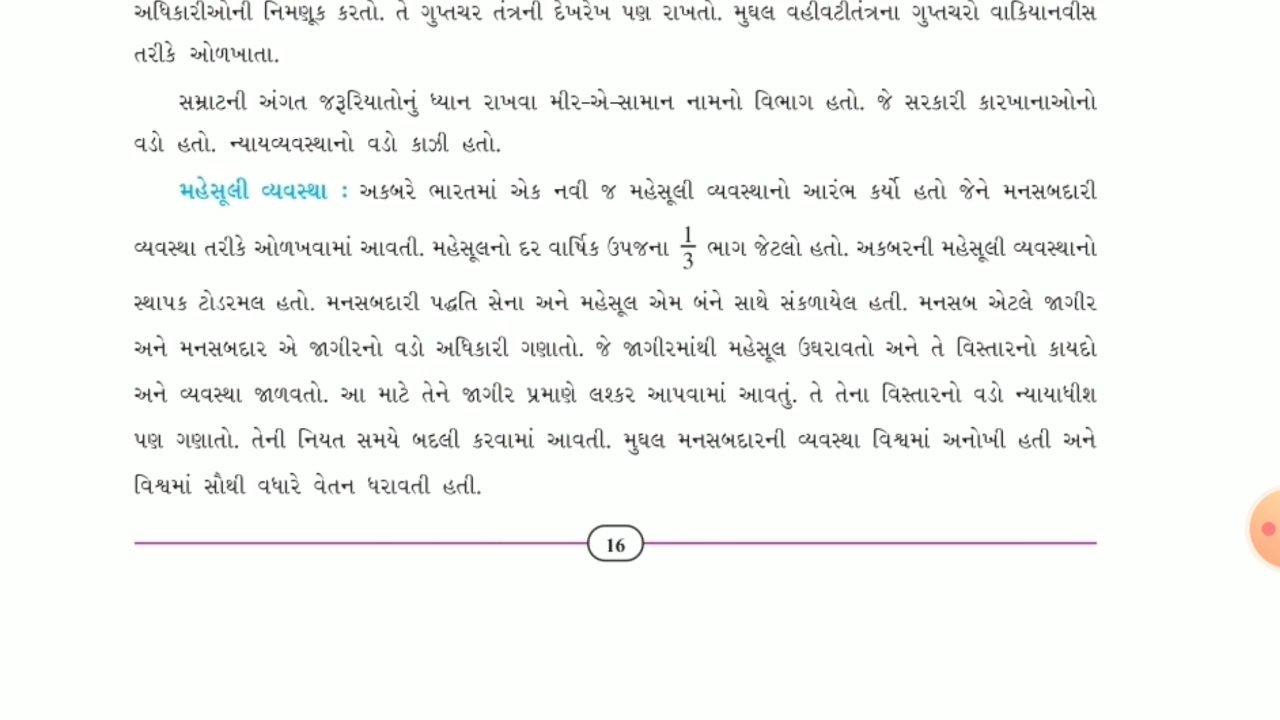 અધિકારીઓની નિમણૂક કરતો. તે ગુપ્તચર તંત્રની દેખરેખ પણ રાખતો. મુઘલ વહીવટીતંત્રના ગુપ્તચરો વાકિયાનવીસ
તરીકે ઓળખાતા.
સમ્રાટની અંગત જરૂરિયાતોનું ધ્યાન રાખવા મીર-એ-સામાન નામનો વિભાગ હતો. જે સરકારી કારખાનાઓનો
વડો હતો. ન્યાયવ્યવસ્થાનો વડો કાઝી હતો.
મહેસૂલી વ્યવસ્થા : અકબરે ભારતમાં એક નવી જ મહેસૂલી વ્યવસ્થાનો આરંભ કર્યો હતો જેને મનસબદારી
વ્યવસ્થા તરીકે ઓળખવામાં આવતી. મહેસૂલનો દર વાર્ષિક ઉપજના 1/3 ભાગ જેટલો હતો. અકબરની મહેસૂલી વ્યવસ્થાનો
સ્થાપક ટોડરમલ હતો. મનસબદારી પદ્ધતિ સેના અને મહેસૂલ એમ બંને સાથે સંકળાયેલ હતી. મનસબ એટલે જાગીર
અને મનસબદાર એ જાગીરનો વડો અધિકારી ગણાતો. જે જાગીરમાંથી મહેસૂલ ઉઘરાવતો અને તે વિસ્તારનો કાયદો
અને વ્યવસ્થા જાળવતો. આ માટે તેને જાગીર પ્રમાણે લશ્કર આપવામાં આવતું. તે તેના વિસ્તારનો વડો ન્યાયાધીશ
પણ ગણાતો. તેની નિયત સમયે બદલી કરવામાં આવતી. મુઘલ મનસબદારની વ્યવસ્થા વિશ્વમાં અનોખી હતી અને
વિશ્વમાં સૌથી વધારે વેતન ધરાવતી હતી.
16